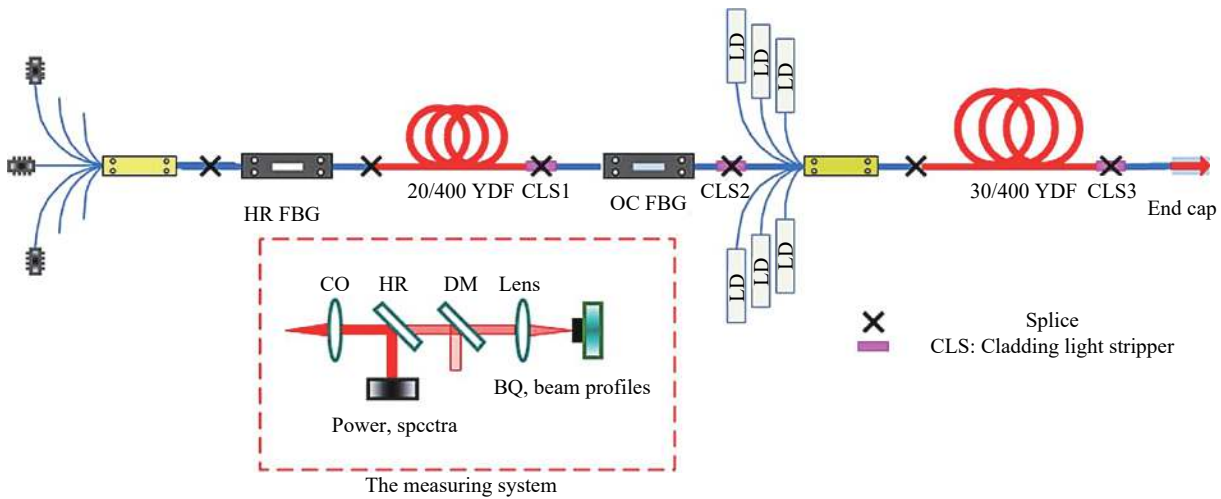 LD
LD
LD
20/400 YDF
CLS1
CLS2
30/400 YDF
CLS3
HR FBG
OC FBG
End cap
LD
LD
LD
CO
HR
DM
Lens
BQ, beam profiles
Power, spcctra
The measuring system
Splice
CLS: Cladding light stripper